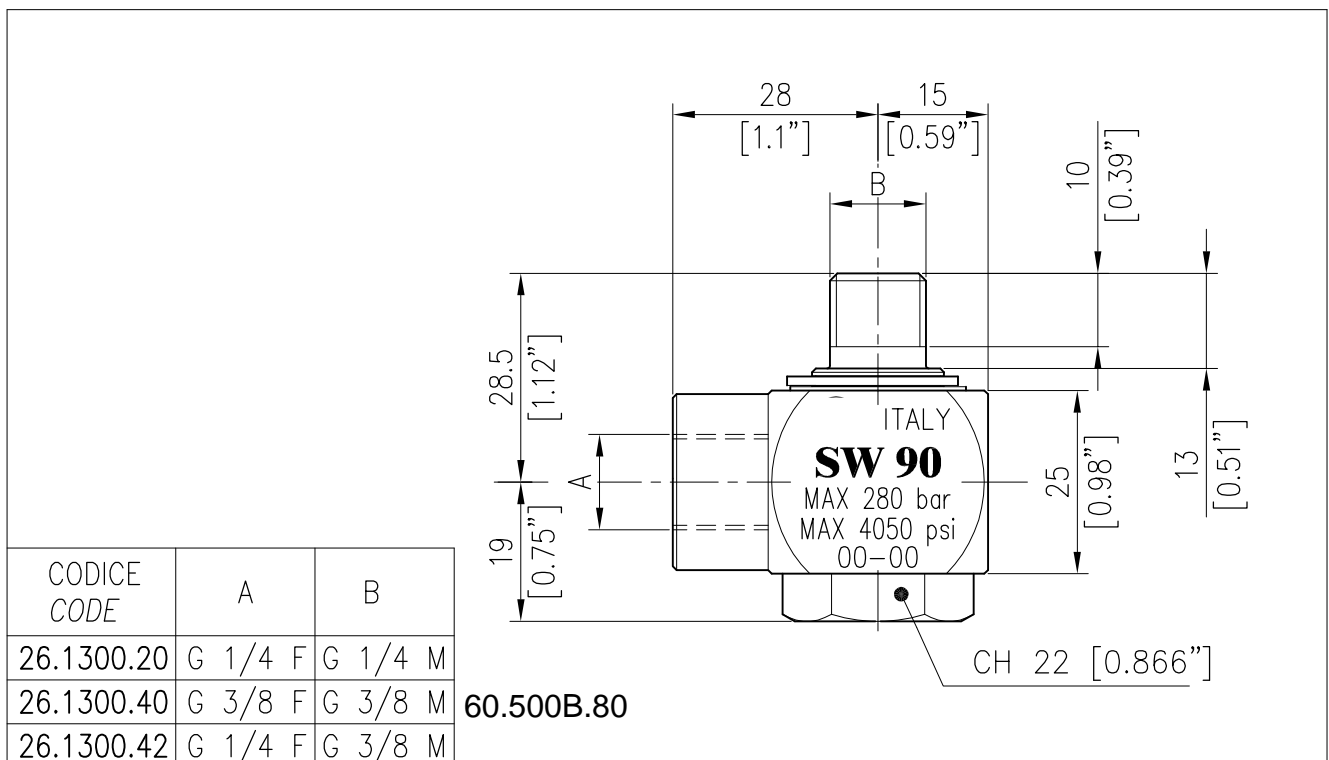 28
[1.1”]
15
[0.59”]
B
10
[0.39”]
28.5
[1.12”]
13
[0.51”]
A
19
[0.75”]
25
[0.98”]
ITALY
SW 90
MAX 280 bar
MAX 4050 psi
00-00
CH 22 [0.866”]
CODICE
CODE
A
B
26.1300.20 G 1/4 F G 1/4 M
26.1300.40 G 3/8 F G 3/8 M 60.500B.80
26.1300.42 G 1/4 F G 3/8 M